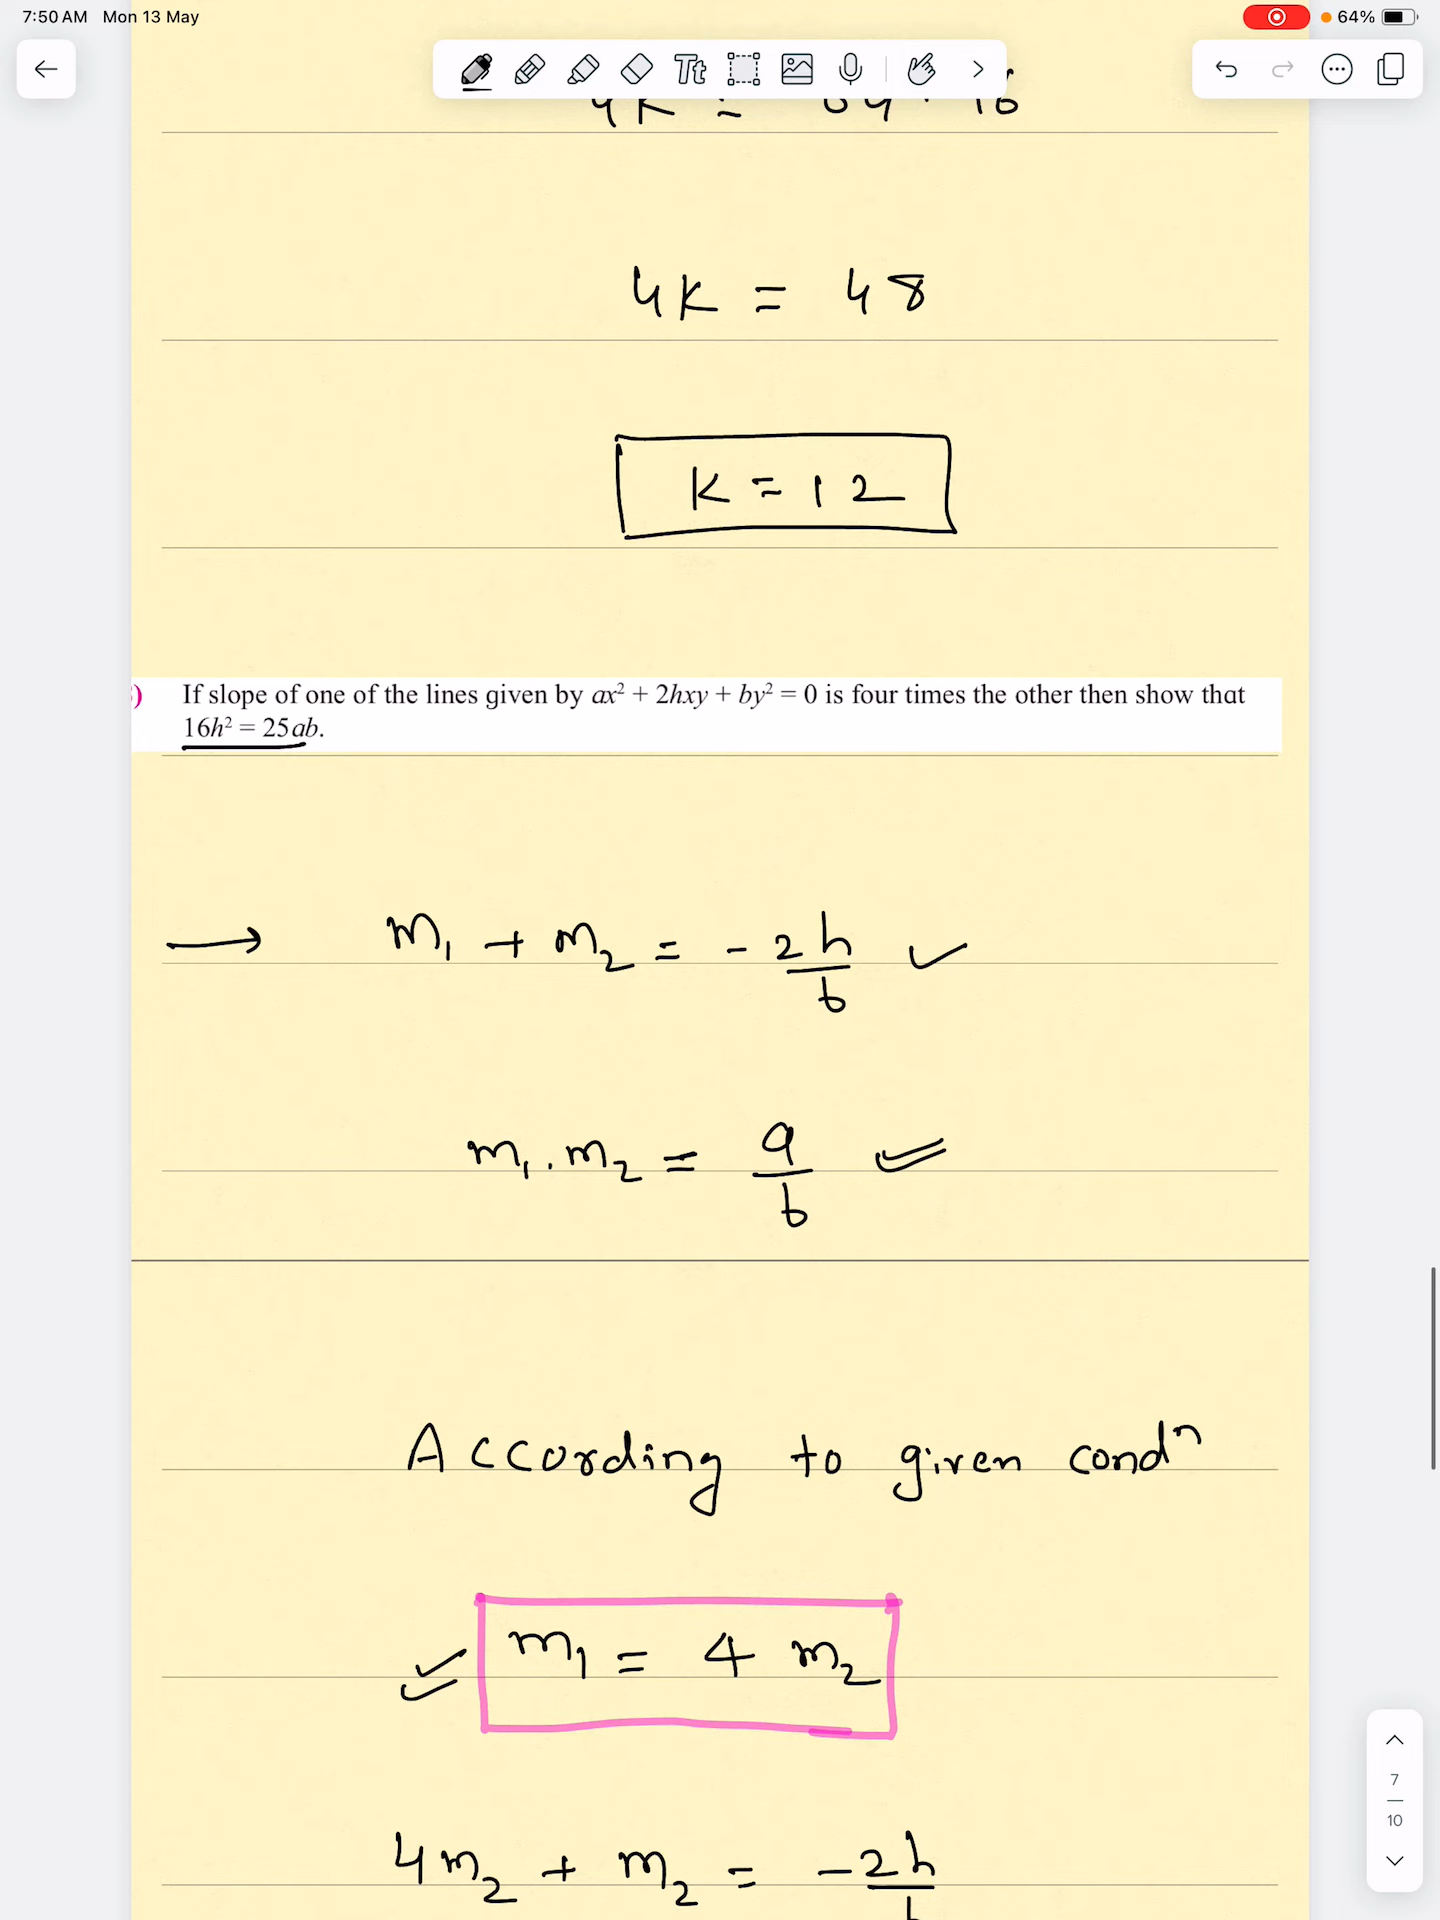 7:50 AM Mon 13 May
64%
Tt
4K =
4K = 48
K = 12
) If slope of one of the lines given by ax² + 2hxy + by² = 0 is four times the other then show that
16h² = 25ab.
→ m₁ + m₂ = - 2h/b ✓
m₁ . m₂ = a/b
According to given condⁿ
m₁ = 4 m₂
4m₂ + m₂ = -2h
7
10